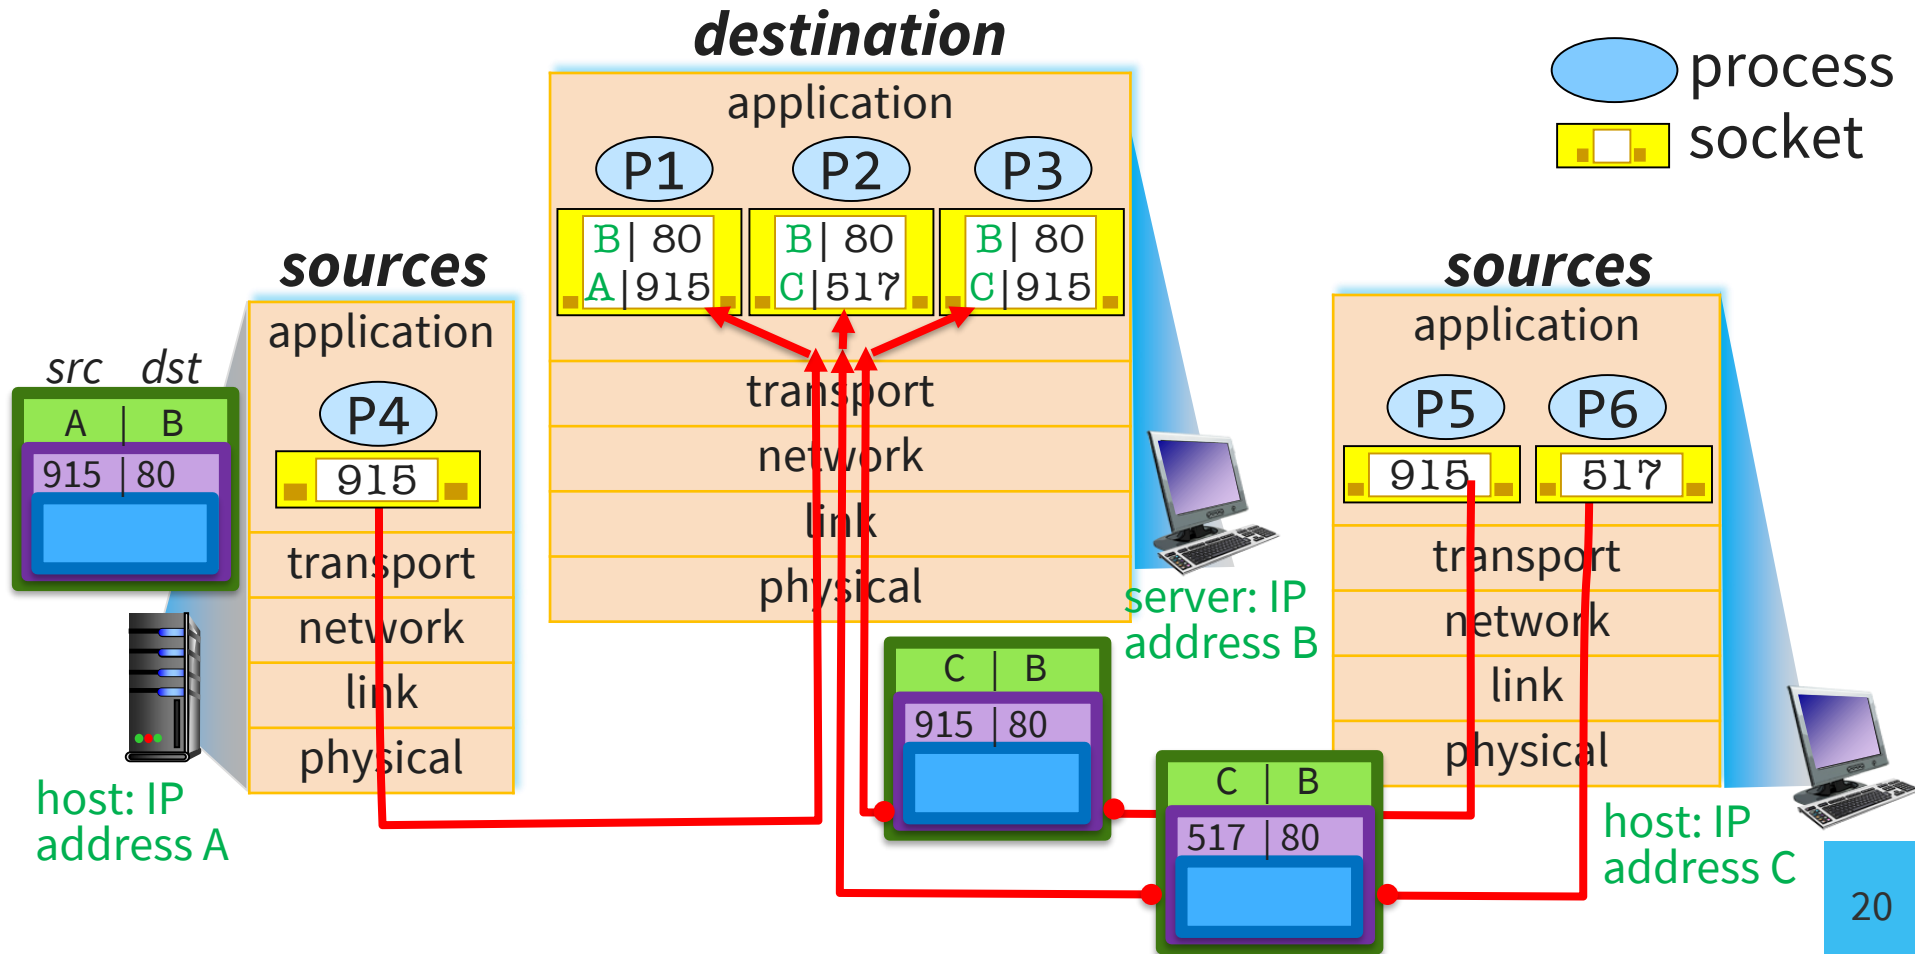 destination
application
P1 P2 P3
B| 80 B| 80 B| 80
A|915 C|517 C|915
transport
network
link
physical
process
socket
sources
application
P4
915
transport
network
link
physical
src dst
A | B
915 | 80
host: IP
address A
server: IP
address B
sources
application
P5 P6
915 517
transport
network
link
physical
C | B
915 | 80
C | B
517 | 80
host: IP
address C
20